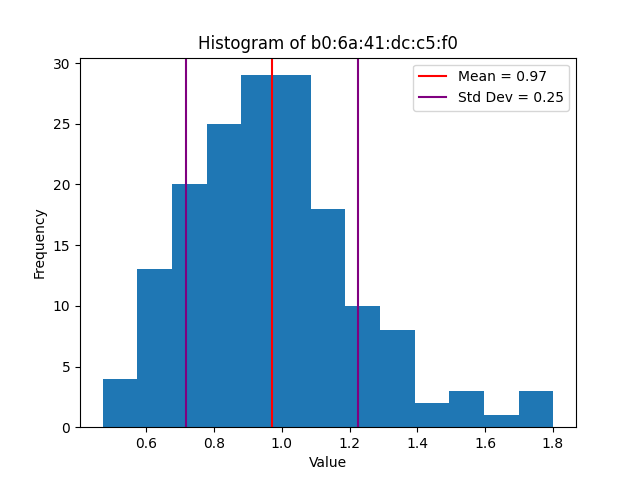 Histogram of b0:6a:41:dc:c5:f0
Mean = 0.97
Std Dev = 0.25
Frequency
30
25
20
15
10
5
0
0.6 0.8 1.0 1.2 1.4 1.6 1.8
Value